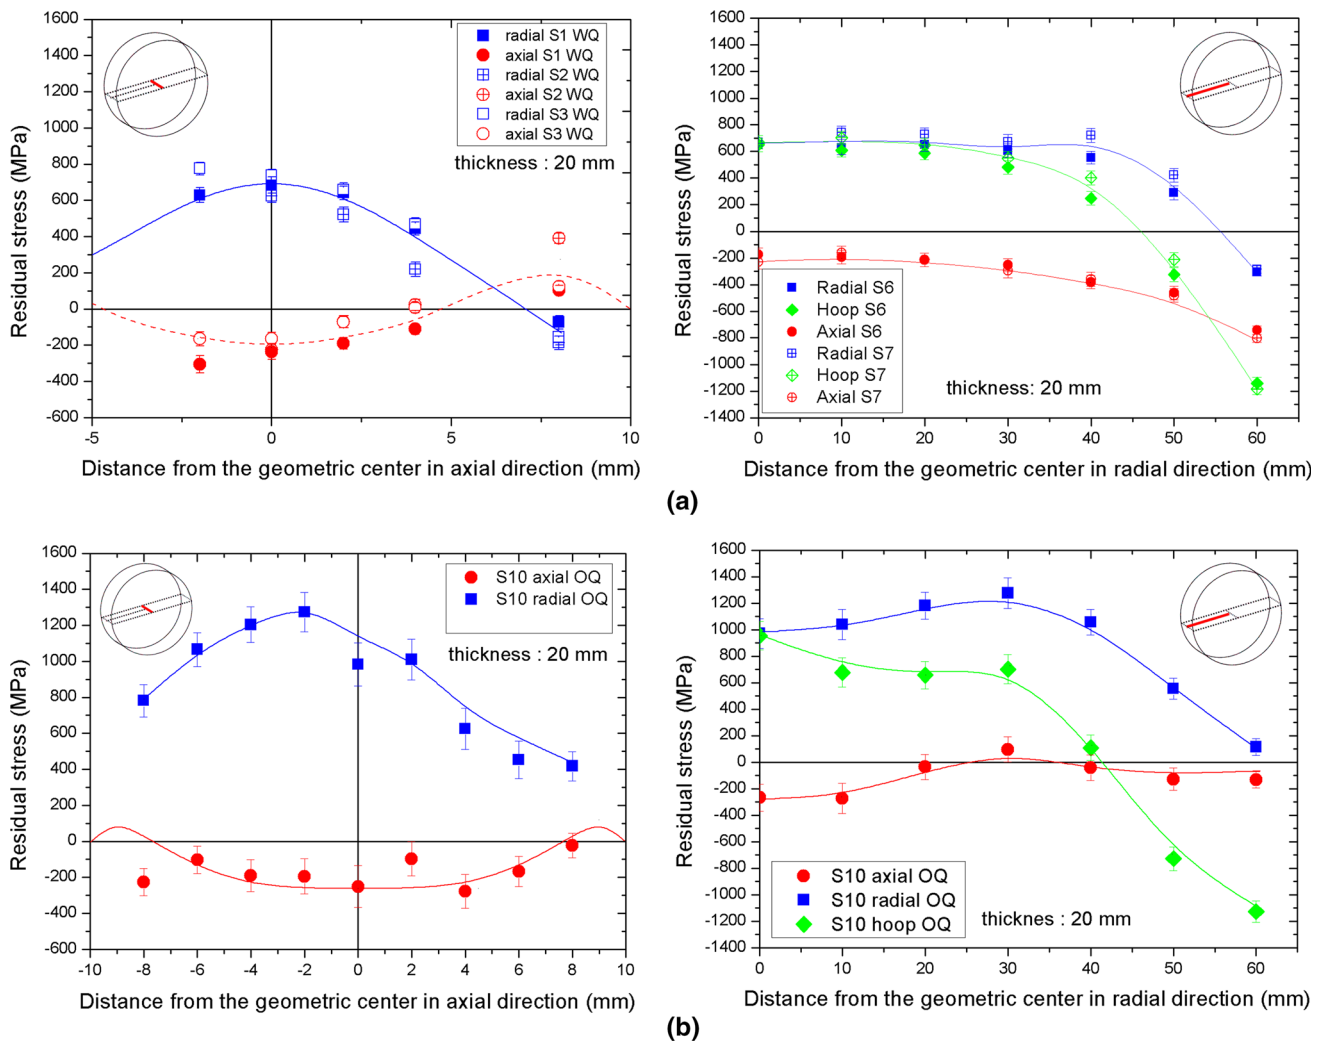 1600
1400
1200
1000
800
600
400
200
0
-200
-400
-600
-5
0
5
10
Residual stress (MPa)
Distance from the geometric center in axial direction (mm)
radial S1 WQ
axial S1 WQ
radial S2 WQ
axial S2 WQ
radial S3 WQ
axial S3 WQ
thickness : 20 mm
1600
1400
1200
1000
800
600
400
200
0
-200
-400
-600
-800
-1000
-1200
-1400
0
10
20
30
40
50
60
Residual stress (MPa)
Distance from the geometric center in radial direction (mm)
Radial S6
Hoop S6
Axial S6
Radial S7
Hoop S7
Axial S7
thickness: 20 mm
(a)
1600
1400
1200
1000
800
600
400
200
0
-200
-400
-600
-10
-8
-6
-4
-2
0
2
4
6
8
10
Residual stress (MPa)
Distance from the geometric center in axial direction (mm)
S10 axial OQ
S10 radial OQ
thickness : 20 mm
1600
1400
1200
1000
800
600
400
200
0
-200
-400
-600
-800
-1000
-1200
-1400
0
10
20
30
40
50
60
Residual stress (MPa)
Distance from the geometric center in radial direction (mm)
S10 axial OQ
S10 radial OQ
S10 hoop OQ
thicknes : 20 mm
(b)